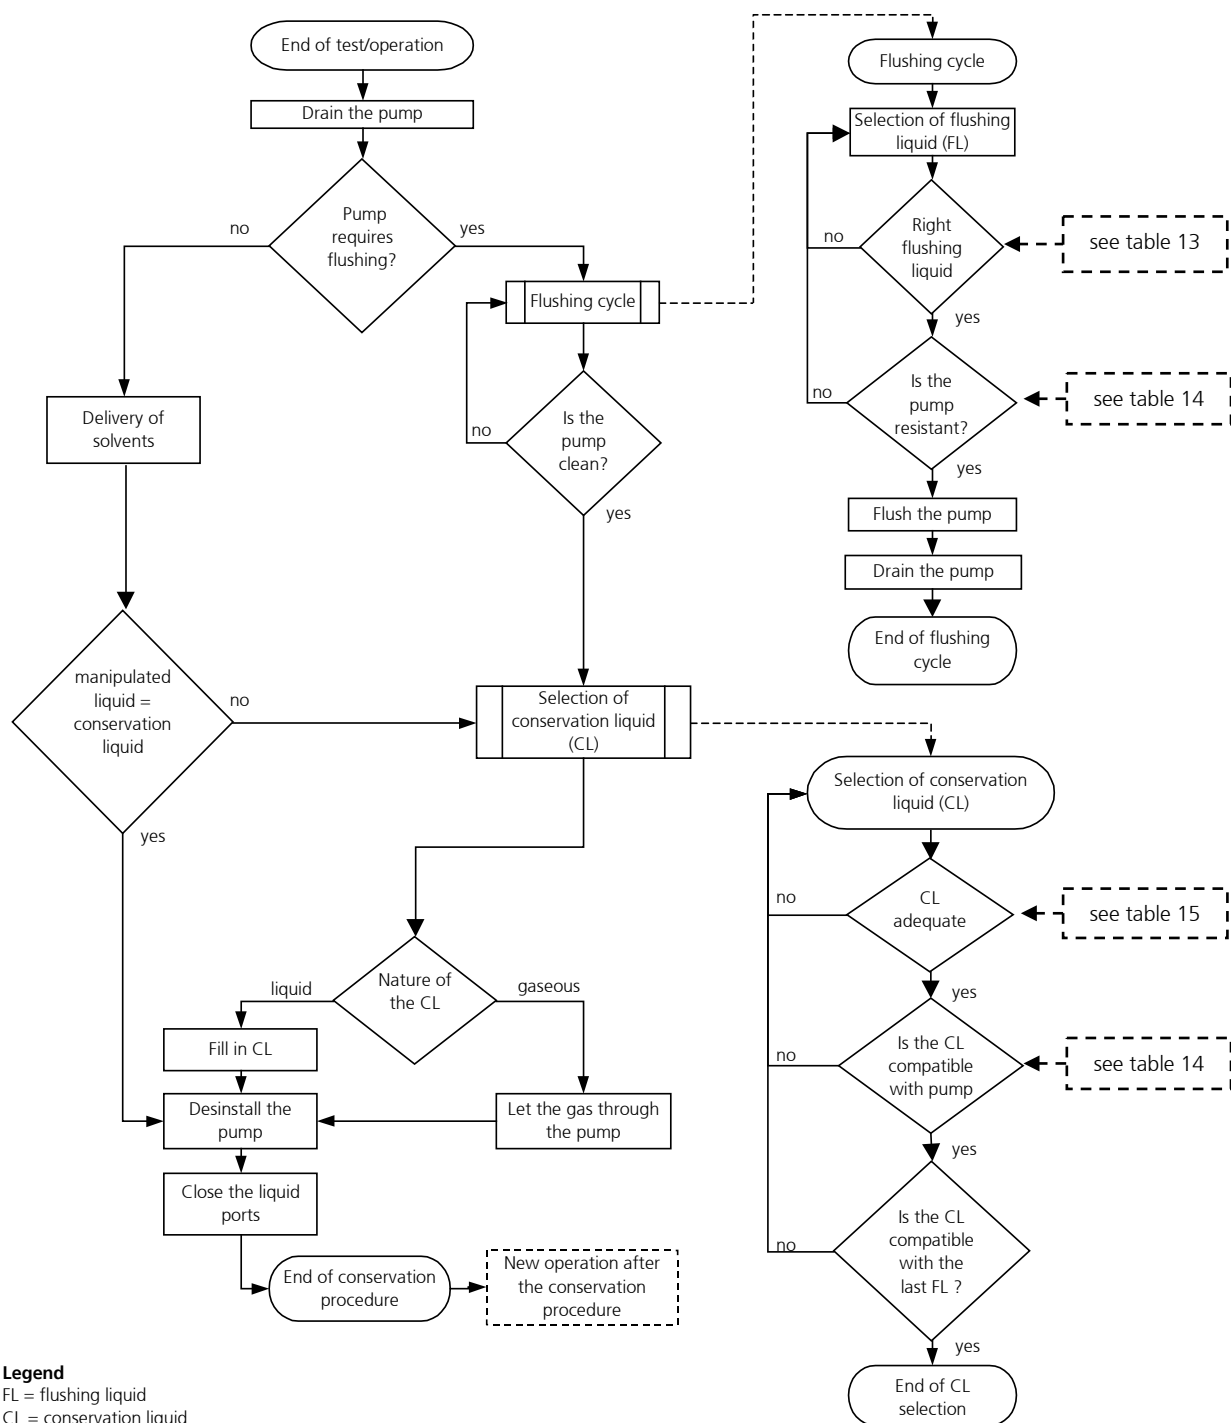 End of test/operation
Drain the pump
Pump
requires
flushing?
no
yes
Flushing cycle
Is the
pump
clean?
no
yes
Delivery of
solvents
manipulated
liquid =
conservation
liquid
no
yes
Selection of
conservation liquid
(CL)
Nature of
the CL
liquid
gaseous
Fill in CL
Desinstall the
pump
Let the gas through
the pump
Close the liquid
ports
End of conservation
procedure
New operation after
the conservation
procedure
Flushing cycle
Selection of flushing
liquid (FL)
Right
flushing
liquid
no
see table 13
yes
Is the
pump
resistant?
no
see table 14
yes
Flush the pump
Drain the pump
End of flushing
cycle
Selection of conservation
liquid (CL)
CL
adequate
no
see table 15
yes
Is the CL
compatible
with pump
no
see table 14
yes
Is the CL
compatible
with the
last FL ?
no
yes
End of CL
selection
Legend
FL = flushing liquid
CL = conservation liquid